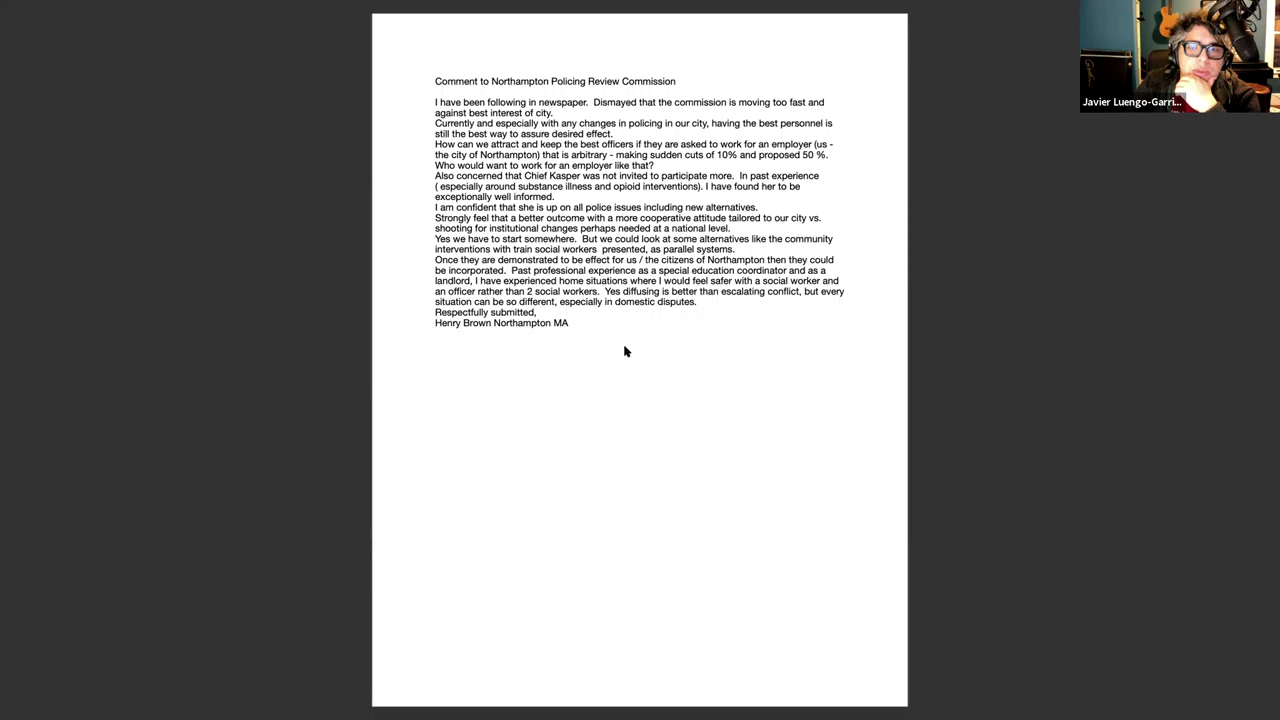 Comment to Northampton Policing Review Commission
I have been following in newspaper.  Dismayed that the commission is moving too fast and
against best interest of city.
Currently and especially with any changes in policing in our city, having the best personnel is
still the best way to assure desired effect.
How can we attract and keep the best officers if they are asked to work for an employer (us -
the city of Northampton) that is arbitrary - making sudden cuts of 10% and proposed 50 %.
Who would want to work for an employer like that?
Also concerned that Chief Kasper was not invited to participate more.  In past experience
( especially around substance illness and opioid interventions). I have found her to be
exceptionally well informed.
I am confident that she is up on all police issues including new alternatives.
Strongly feel that a better outcome with a more cooperative attitude tailored to our city vs.
shooting for institutional changes perhaps needed at a national level.
Yes we have to start somewhere.  But we could look at some alternatives like the community
interventions with train social workers  presented, as parallel systems.
Once they are demonstrated to be effect for us / the citizens of Northampton then they could
be incorporated.  Past professional experience as a special education coordinator and as a
landlord, I have experienced home situations where I would feel safer with a social worker and
an officer rather than 2 social workers.  Yes diffusing is better than escalating conflict, but every
situation can be so different, especially in domestic disputes.
Respectfully submitted,
Henry Brown Northampton MA
Javier Luengo-Garri...